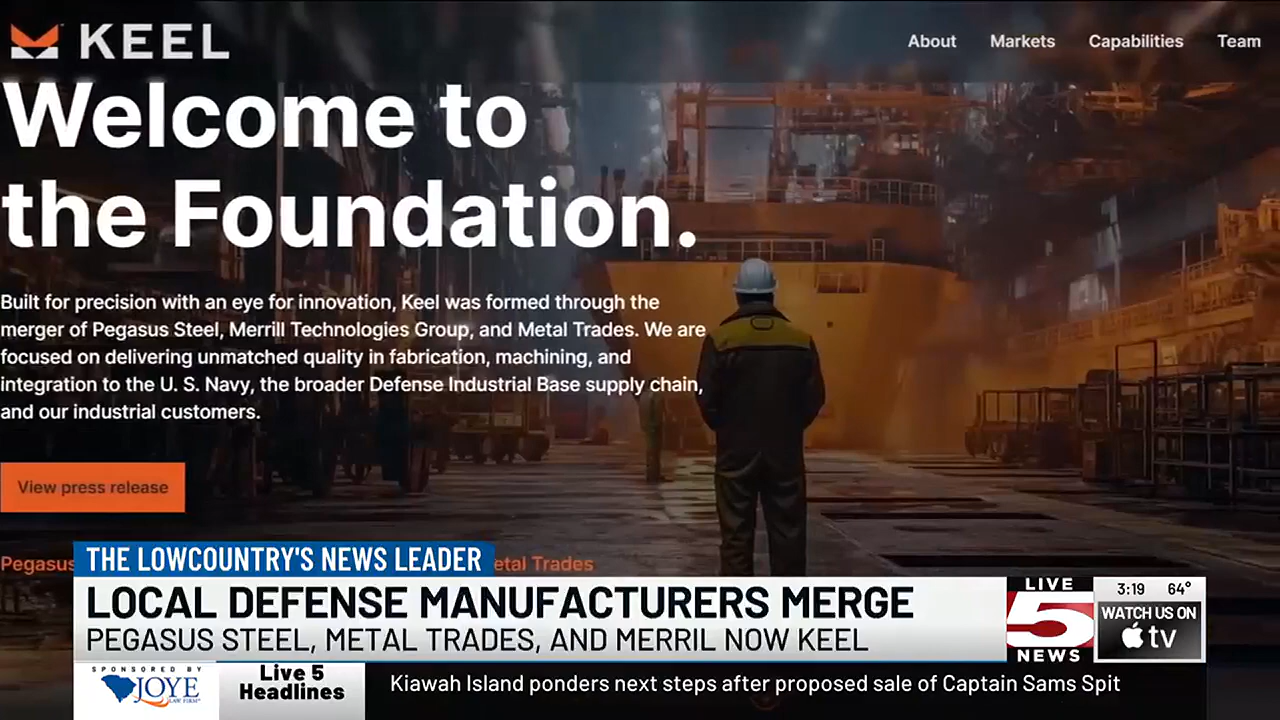 KEEL
About Markets Capabilities Team
Welcome to
the Foundation.
Built for precision with an eye for innovation, Keel was formed through the
merger of Pegasus Steel, Merrill Technologies Group, and Metal Trades. We are
focused on delivering unmatched quality in fabrication, machining, and
integration to the U. S. Navy, the broader Defense Industrial Base supply chain,
and our industrial customers.
View press release
Pegasus etal Trades
THE LOWCOUNTRY'S NEWS LEADER
LOCAL DEFENSE MANUFACTURERS MERGE
PEGASUS STEEL, METAL TRADES, AND MERRIL NOW KEEL
LIVE
5
NEWS
3:19 64°
WATCH US ON
tv
SPONSORED BY
JOYE
LAW FIRM
Live 5
Headlines
Kiawah Island ponders next steps after proposed sale of Captain Sams Spit